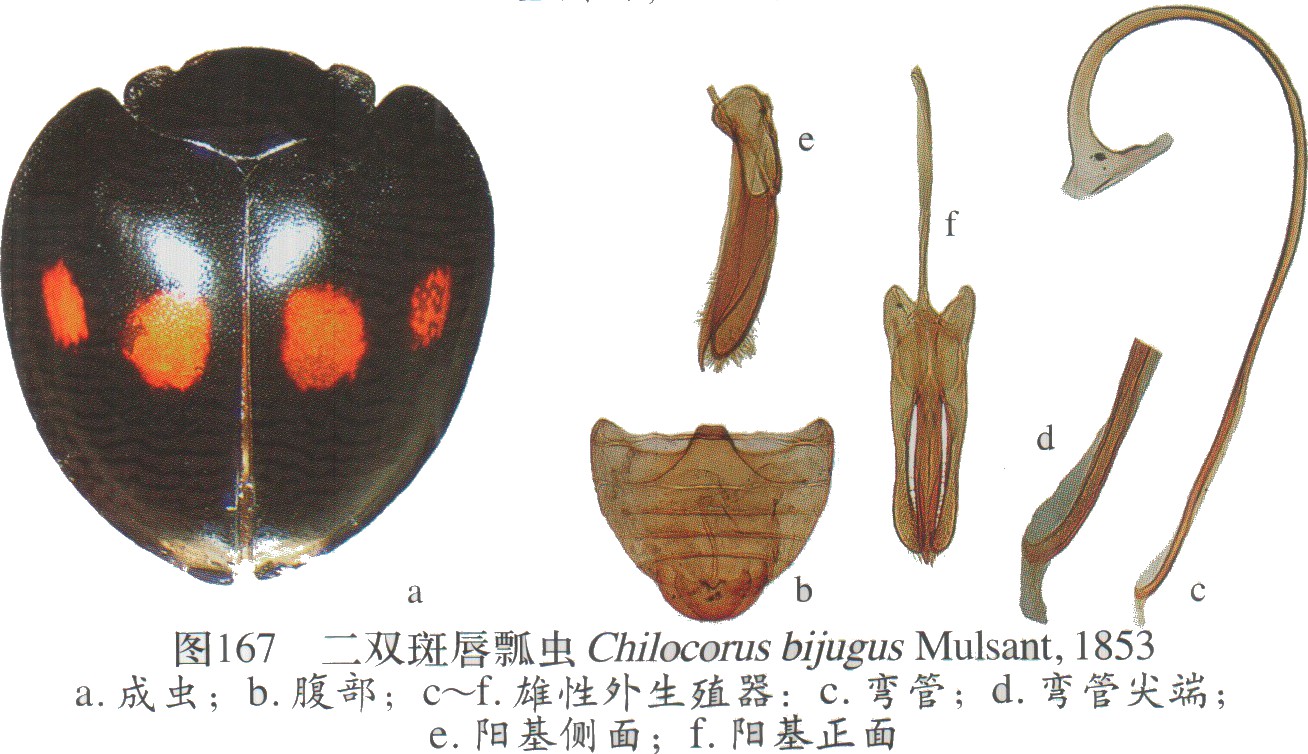 e
f
d
a
b
c
图167 二双斑唇瓢虫 Chilocorus bijugus Mulsant, 1853
a. 成虫; b. 腹部; c~f. 雄性外生殖器: c. 弯管; d. 弯管尖端;
e. 阳基侧面; f. 阳基正面